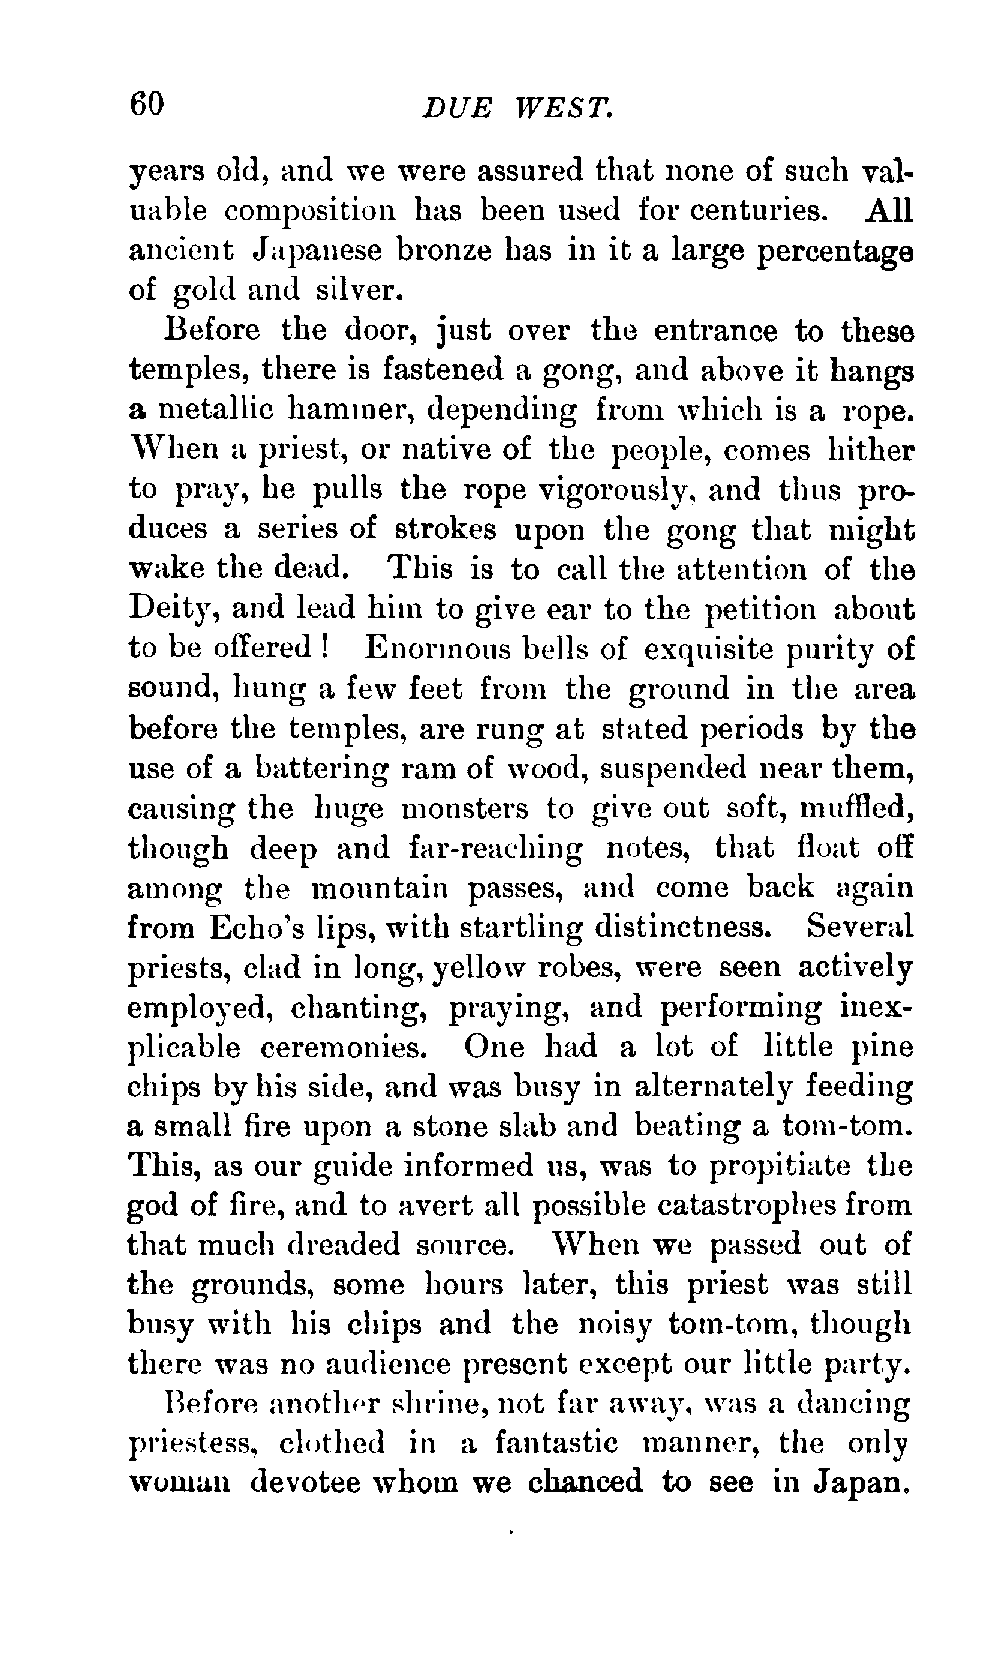 60 DUE WEST.
years old, and we were assured that none of such val-
uable composition has been used for centuries. All
ancient Japanese bronze has in it a large percentage
of gold and silver.
Before the door, just over the entrance to these
temples, there is fastened a gong, and above it hangs
a metallic hammer, depending from which is a rope.
When a priest, or native of the people, comes hither
to pray, he pulls the rope vigorously, and thus pro-
duces a series of strokes upon the gong that might
wake the dead. This is to call the attention of the
Deity, and lead him to give ear to the petition about
to be offered! Enormous bells of exquisite purity of
sound, hung a few feet from the ground in the area
before the temples, are rung at stated periods by the
use of a battering ram of wood, suspended near them,
causing the huge monsters to give out soft, muffled,
though deep and far-reaching notes, that float off
among the mountain passes, and come back again
from Echo's lips, with startling distinctness. Several
priests, clad in long, yellow robes, were seen actively
employed, chanting, praying, and performing inex-
plicable ceremonies. One had a lot of little pine
chips by his side, and was busy in alternately feeding
a small fire upon a stone slab and beating a tom-tom.
This, as our guide informed us, was to propitiate the
god of fire, and to avert all possible catastrophes from
that much dreaded source. When we passed out of
the grounds, some hours later, this priest was still
busy with his chips and the noisy tom-tom, though
there was no audience present except our little party.
Before another shrine, not far away, was a dancing
priestess, clothed in a fantastic manner, the only
woman devotee whom we chanced to see in Japan.